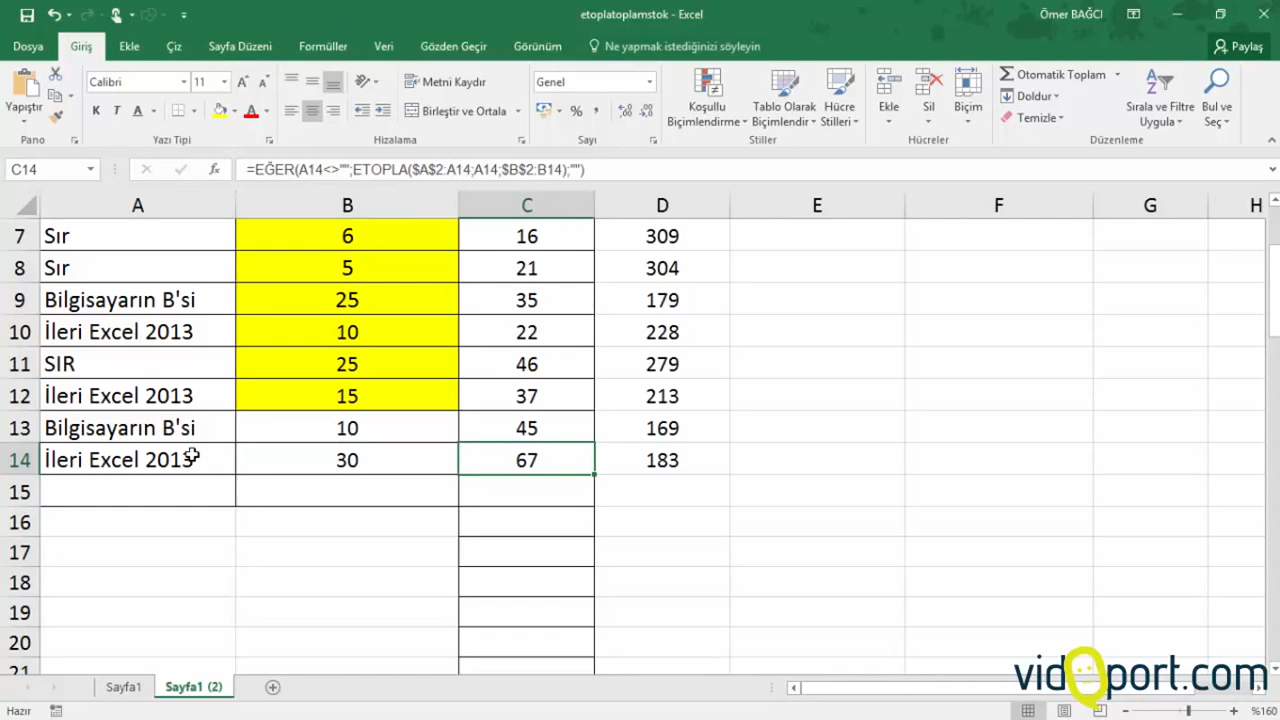 etoplatoplamstok - Excel
Ömer BAĞCI
Dosya Giriş Ekle Çiz Sayfa Düzeni Formüller Veri Gözden Geçir Görünüm Ne yapmak istediğinizi söyleyin Paylaş
Yapıştır
Pano
Calibri 11
K T A
Yazı Tipi
Metni Kaydır
Birleştir ve Ortala
Hizalama
Genel
Sayı
Koşullu Biçimlendirme
Tablo Olarak Biçimlendir
Hücre Stilleri
Stiller
Ekle Sil Biçim
Hücreler
Otomatik Toplam
Doldur
Temizle
Sırala ve Filtre Uygula
Bul ve Seç
Düzenleme
C14 fx =EĞER(A14<>"";ETOPLA($A$2:A14;A14;$B$2:B14);"")
A B C D E F G H
7 Sır 6 16 309
8 Sır 5 21 304
9 Bilgisayarın B'si 25 35 179
10 İleri Excel 2013 10 22 228
11 SIR 25 46 279
12 İleri Excel 2013 15 37 213
13 Bilgisayarın B'si 10 45 169
14 İleri Excel 2013 30 67 183
15
16
17
18
19
20
21
vidoport.com
Sayfa1 Sayfa1 (2)
Hazır
%160